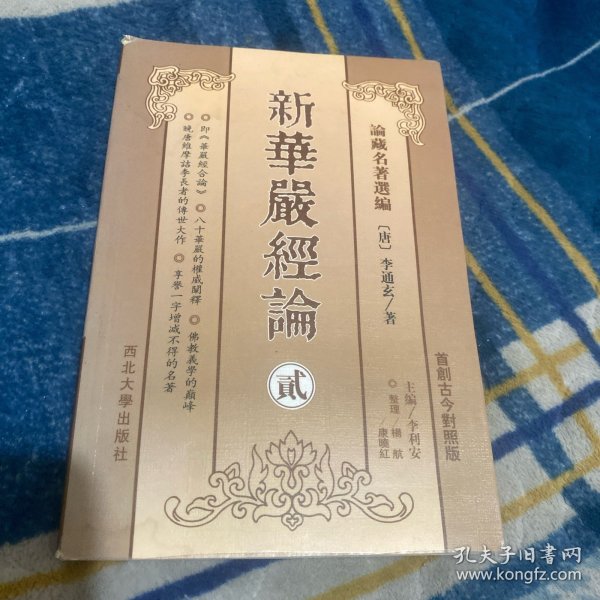 論藏名著選編
〔唐〕李通玄/著
首創古今對照版
主編/李利安
◎整理/楊航
康曉紅
新華嚴經論
貳
◎即《華嚴經合論》◎八十華嚴的權威闡釋◎佛教義學的巔峰
◎晚唐維摩詰李長者的傳世大作◎享譽一字增减不得的名著
西北大學出版社
孔夫子旧书网
www.kongfz.com